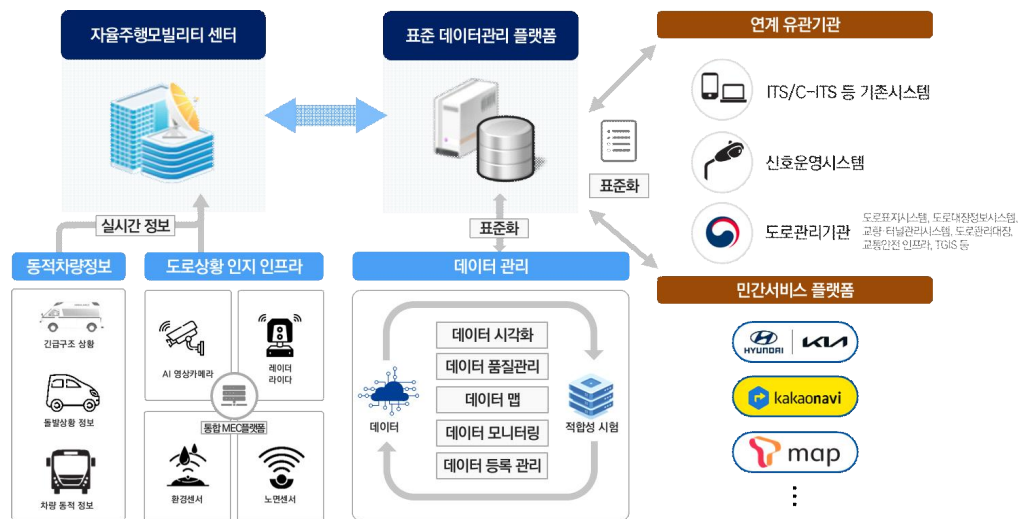 자율주행모빌리티 센터
표준 데이터관리 플랫폼
연계 유관기관
ITS/C-ITS 등 기존시스템
신호운영시스템
표준화
도로관리기관
도로표지시스템, 도로대장정보시스템,
교량·터널관리시스템, 도로관리대장,
교통안전 인프라, TGIS 등
실시간 정보
표준화
동적차량정보
도로상황 인지 인프라
데이터 관리
민간서비스 플랫폼
긴급구조 상황
돌발상황 정보
차량 동적 정보
AI 영상카메라
레이더
라이다
통합 MEC플랫폼
환경센서
노면센서
데이터
데이터 시각화
데이터 품질관리
데이터 맵
데이터 모니터링
데이터 등록 관리
적합성 시험
HYUNDAI
KIA
kakaonavi
T map